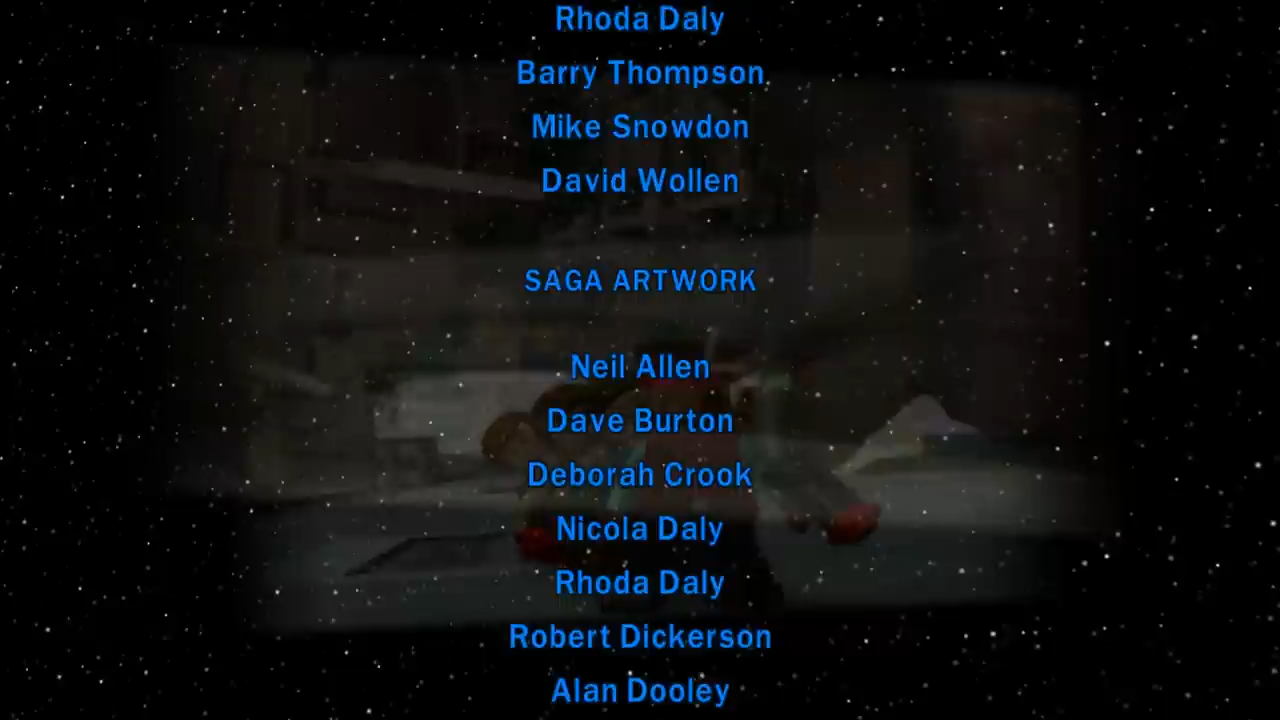 Rhoda Daly
Barry Thompson
Mike Snowdon
David Wollen
SAGA ARTWORK
Neil Allen
Dave Burton
Deborah Crook
Nicola Daly
Rhoda Daly
Robert Dickerson
Alan Dooley